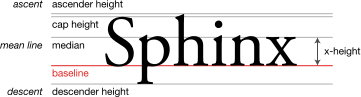 ascent ascender height
cap height
mean line median
Sphinx
x-height
baseline
descent descender height